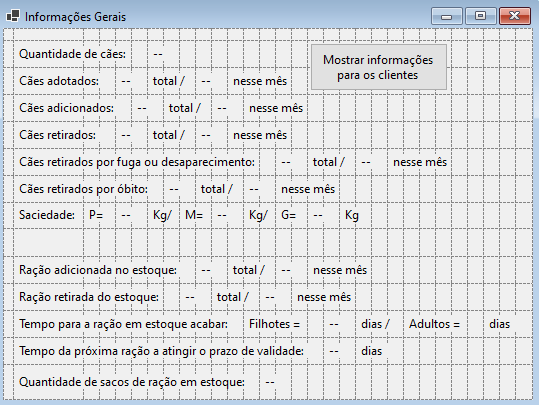 Informações Gerais
Quantidade de cães: --
Mostrar informações
para os clientes
Cães adotados: -- total / -- nesse mês
Cães adicionados: -- total / -- nesse mês
Cães retirados: -- total / -- nesse mês
Cães retirados por fuga ou desaparecimento: -- total / -- nesse mês
Cães retirados por óbito: -- total / -- nesse mês
Saciedade: P= -- Kg/ M= -- Kg/ G= -- Kg
Ração adicionada no estoque: -- total / -- nesse mês
Ração retirada do estoque: -- total / -- nesse mês
Tempo para a ração em estoque acabar: Filhotes = -- dias / Adultos = dias
Tempo da próxima ração a atingir o prazo de validade: -- dias
Quantidade de sacos de ração em estoque: --